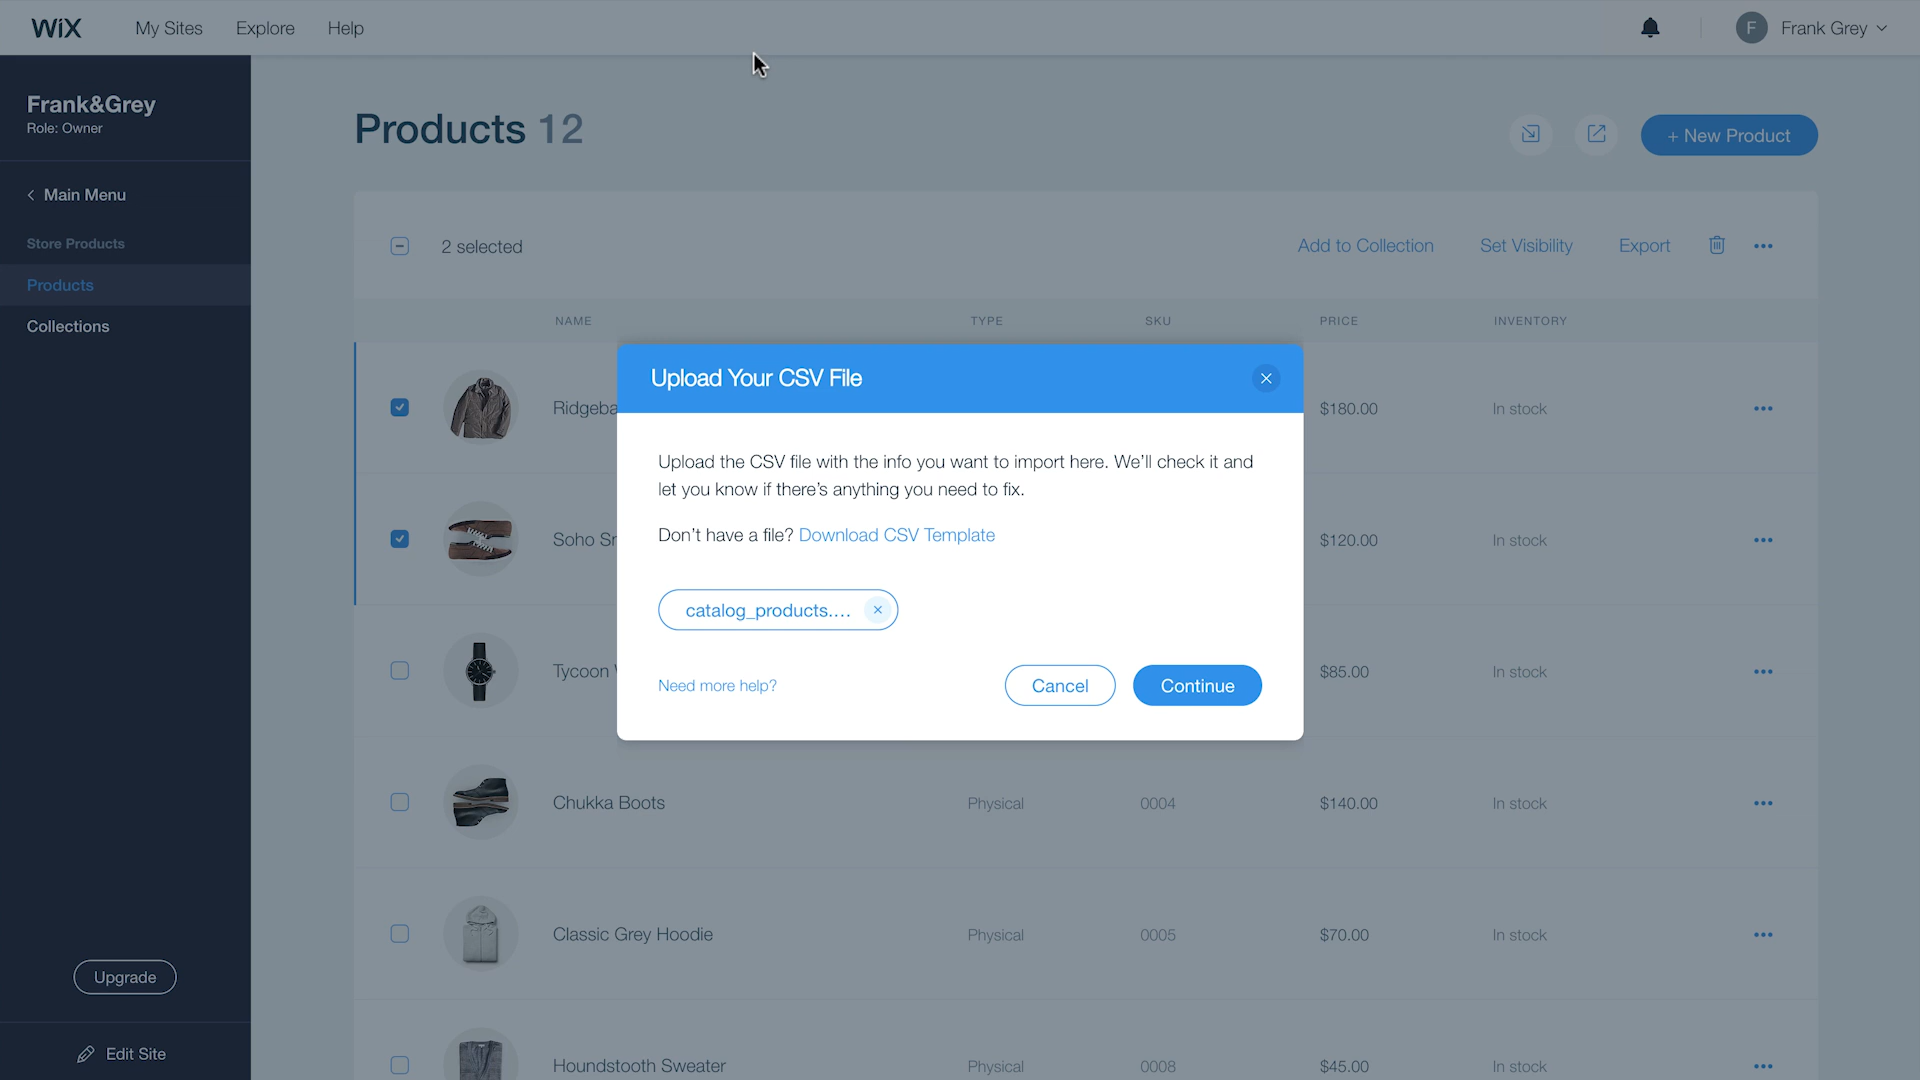 WiX
My Sites
Explore
Help
F
Frank Grey
Frank&Grey
Role: Owner
Main Menu
Store Products
Products
Collections
Upgrade
Edit Site
Products 12
+ New Product
2 selected
Add to Collection
Set Visibility
Export
NAME
TYPE
SKU
PRICE
INVENTORY
Ridgeba
$180.00
In stock
Soho Sn
$120.00
In stock
Tycoon
$85.00
In stock
Chukka Boots
Physical
0004
$140.00
In stock
Classic Grey Hoodie
Physical
0005
$70.00
In stock
Houndstooth Sweater
Physical
0008
$45.00
In stock
Upload Your CSV File
Upload the CSV file with the info you want to import here. We'll check it and
let you know if there's anything you need to fix.
Don't have a file? Download CSV Template
catalog_products....
Need more help?
Cancel
Continue